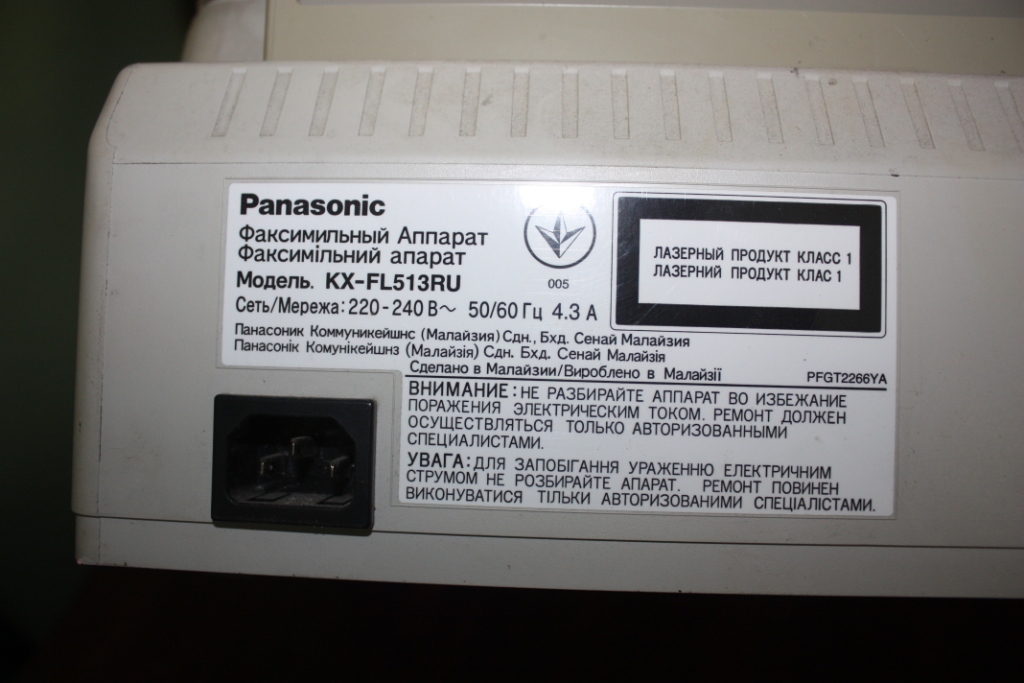 Panasonic
Факсимильный Аппарат
Факсимільний апарат
Модель. KX-FL513RU
Сеть/Мережа: 220-240 В~ 50/60 Гц 4.3 А
005
ЛАЗЕРНЫЙ ПРОДУКТ КЛАСС 1
ЛАЗЕРНИЙ ПРОДУКТ КЛАС 1
Панасоник Коммуникейшнс (Малайзия) Сдн., Бхд. Сенай Малайзия
Панасонік Комунікейшнз (Малайзія) Сдн. Бхд. Сенай Малайзія
Сделано в Малайзии/Вироблено в Малайзії
PFGT2266YA
ВНИМАНИЕ: НЕ РАЗБИРАЙТЕ АППАРАТ ВО ИЗБЕЖАНИЕ
ПОРАЖЕНИЯ ЭЛЕКТРИЧЕСКИМ ТОКОМ. РЕМОНТ ДОЛЖЕН
ОСУЩЕСТВЛЯТЬСЯ ТОЛЬКО АВТОРИЗОВАННЫМИ
СПЕЦИАЛИСТАМИ.
УВАГА: ДЛЯ ЗАПОБІГАННЯ УРАЖЕННЮ ЕЛЕКТРИЧНИМ
СТРУМОМ НЕ РОЗБИРАЙТЕ АПАРАТ. РЕМОНТ ПОВИНЕН
ВИКОНУВАТИСЯ ТІЛЬКИ АВТОРИЗОВАНИМИ СПЕЦІАЛІСТАМИ.